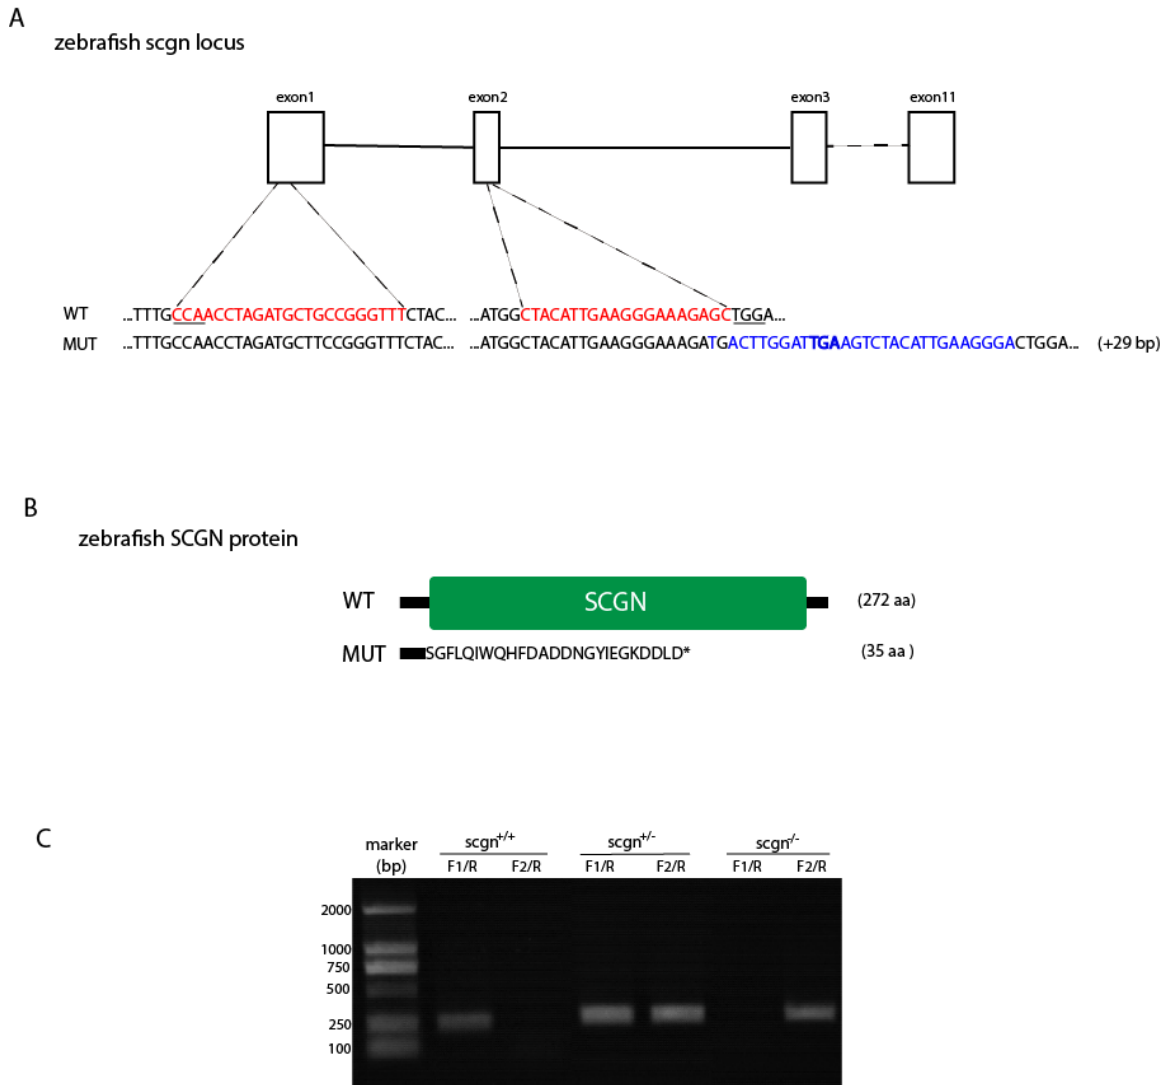 A
zebrafish scgn locus
exon1 exon2 exon3 exon11
WT ...TTTGCCAACCTAGATGCTGCCGGGTTTCTAC... ...ATGGCTACATTGAAGGGAAAGAGCTGGA...
MUT ...TTTGCCAACCTAGATGCTTCCGGGTTTCTAC... ...ATGGCTACATTGAAGGGAAAGATGACTTGGATTGAAGTCTACATTGAAGGGACTGGA... (+29 bp)
B
zebrafish SCGN protein
WT SCGN (272 aa)
MUT SGFLQIWQHFDADDNGYIEGKDDLD* (35 aa )
C
marker scgn+/+ scgn+/- scgn-/-
(bp) F1/R F2/R F1/R F2/R F1/R F2/R
2000
1000
750
500
250
100